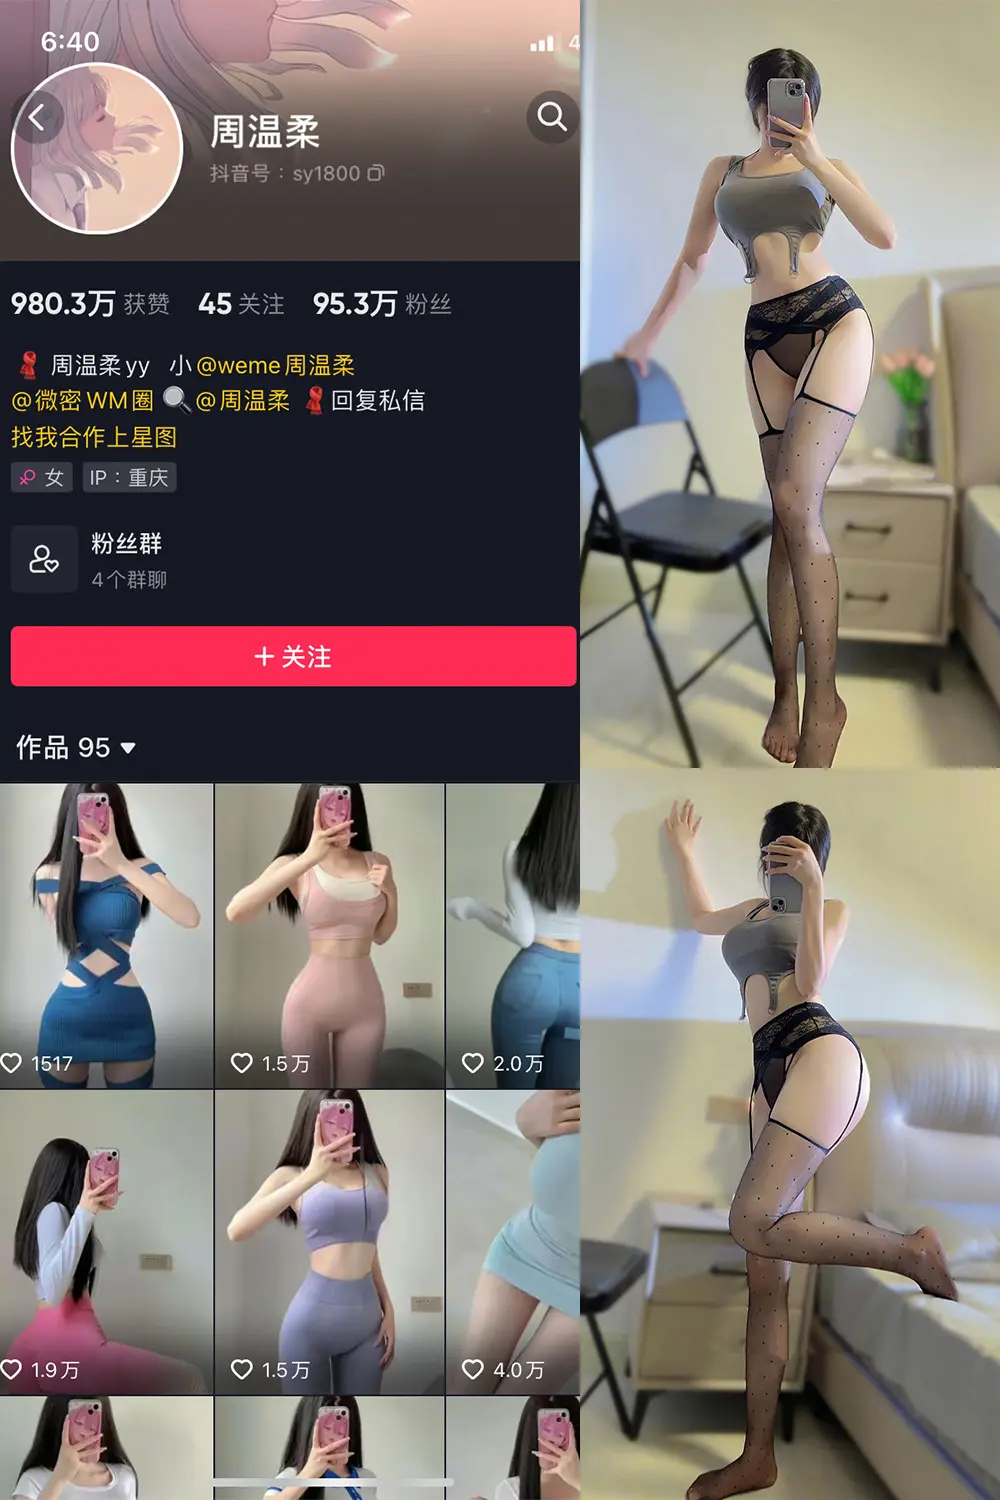 6:40
4
周温柔
抖音号：sy1800
980.3万 获赞 45 关注 95.3万 粉丝
周温柔yy 小@weme周温柔
@微密WM圈 @周温柔 回复私信
找我合作上星图
女 IP：重庆
粉丝群
4个群聊
+ 关注
作品 95
1517 1.5万 2.0万
1.9万 1.5万 4.0万